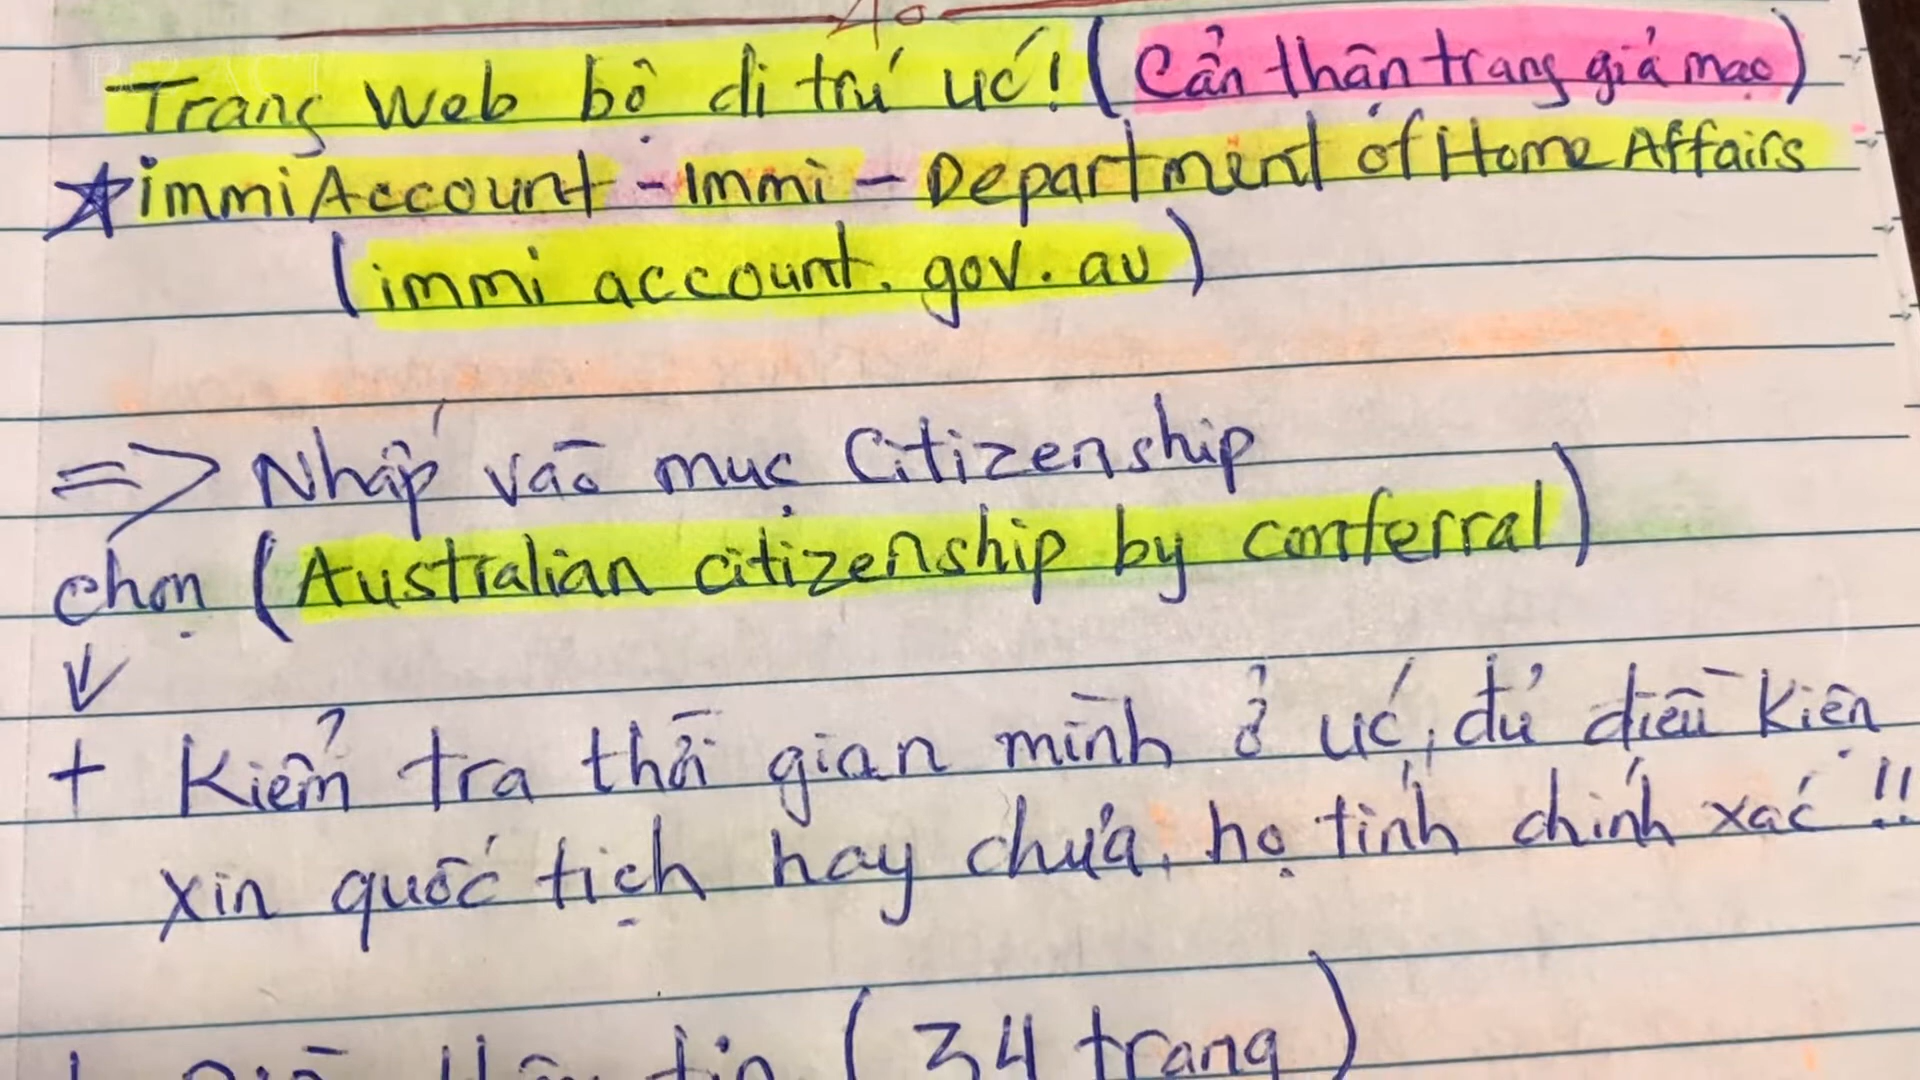 Trang Web bộ di trú úc! (Cẩn thận trang giả mạo)
immiAccount - Immi - Department of Home Affairs
(immi account. gov. au)
=> Nhấp vào mục Citizenship
chọn (Australian citizenship by conferral)
+ Kiểm tra thời gian mình ở úc, đủ điều kiện
xin quốc tịch hay chưa, họ tính chính xác !!
(34 trang)